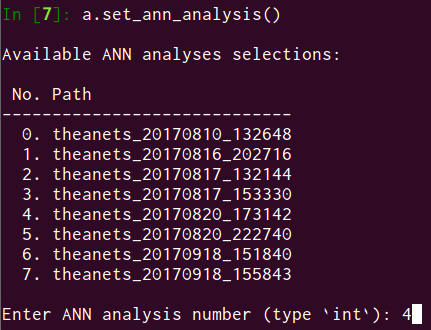 In [7]: a.set_ann_analysis()
Available ANN analyses selections:
No. Path
-----------------------------
0. theanets_20170810_132648
1. theanets_20170816_202716
2. theanets_20170817_132144
3. theanets_20170817_153330
4. theanets_20170820_173142
5. theanets_20170820_222740
6. theanets_20170918_151840
7. theanets_20170918_155843
Enter ANN analysis number (type `int`): 4